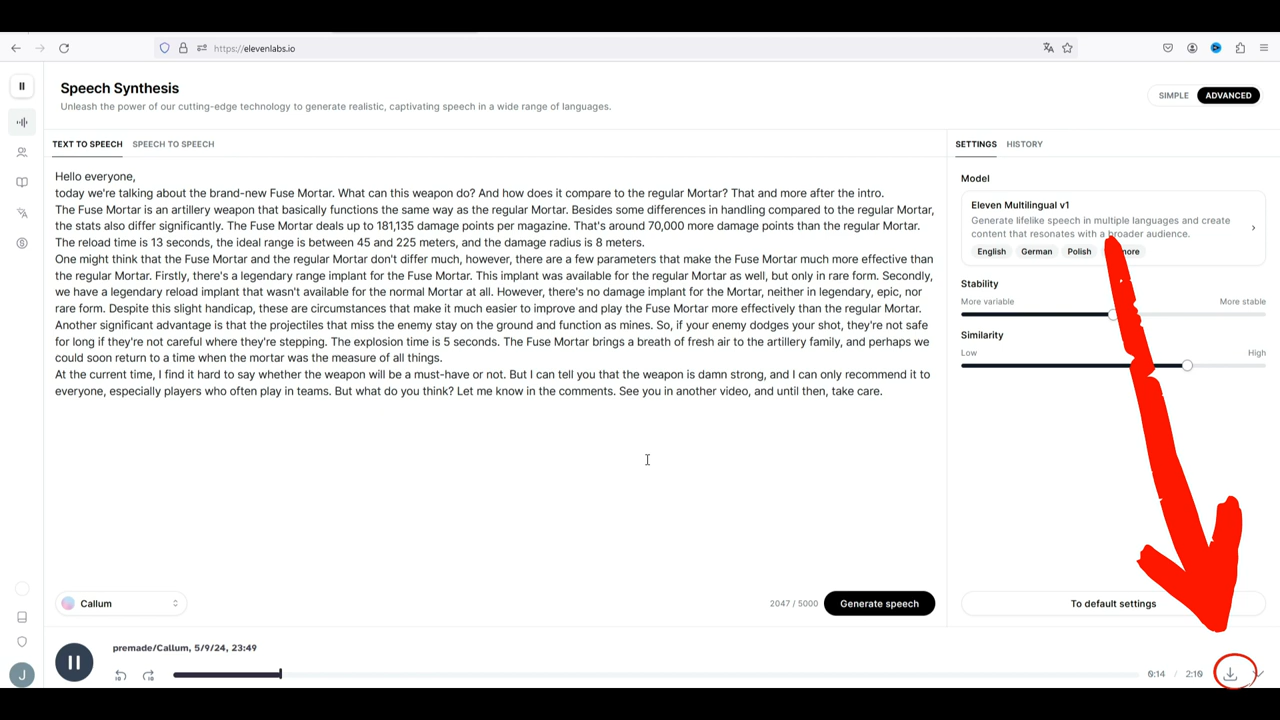 https://elevenlabs.io
Speech Synthesis
Unleash the power of our cutting-edge technology to generate realistic, captivating speech in a wide range of languages.
SIMPLE
ADVANCED
TEXT TO SPEECH
SPEECH TO SPEECH
SETTINGS
HISTORY
Hello everyone,
today we're talking about the brand-new Fuse Mortar. What can this weapon do? And how does it compare to the regular Mortar? That and more after the intro.
The Fuse Mortar is an artillery weapon that basically functions the same way as the regular Mortar. Besides some differences in handling compared to the regular Mortar,
the stats also differ significantly. The Fuse Mortar deals up to 181,135 damage points per magazine. That's around 70,000 more damage points than the regular Mortar.
The reload time is 13 seconds, the ideal range is between 45 and 225 meters, and the damage radius is 8 meters.
One might think that the Fuse Mortar and the regular Mortar don't differ much, however, there are a few parameters that make the Fuse Mortar much more effective than
the regular Mortar. Firstly, there's a legendary range implant for the Fuse Mortar. This implant was available for the regular Mortar as well, but only in rare form. Secondly,
we have a legendary reload implant that wasn't available for the normal Mortar at all. However, there's no damage implant for the Mortar, neither in legendary, epic, nor
rare form. Despite this slight handicap, these are circumstances that make it much easier to improve and play the Fuse Mortar more effectively than the regular Mortar.
Another significant advantage is that the projectiles that miss the enemy stay on the ground and function as mines. So, if your enemy dodges your shot, they're not safe
for long if they're not careful where they're stepping. The explosion time is 5 seconds. The Fuse Mortar brings a breath of fresh air to the artillery family, and perhaps we
could soon return to a time when the mortar was the measure of all things.
At the current time, I find it hard to say whether the weapon will be a must-have or not. But I can tell you that the weapon is damn strong, and I can only recommend it to
everyone, especially players who often play in teams. But what do you think? Let me know in the comments. See you in another video, and until then, take care.
Model
Eleven Multilingual v1
Generate lifelike speech in multiple languages and create
content that resonates with a broader audience.
English
German
Polish
more
Stability
More variable
More stable
Similarity
Low
High
Callum
2047 / 5000
Generate speech
To default settings
premade/Callum, 5/9/24, 23:49
10
10
0:14 / 2:10
J